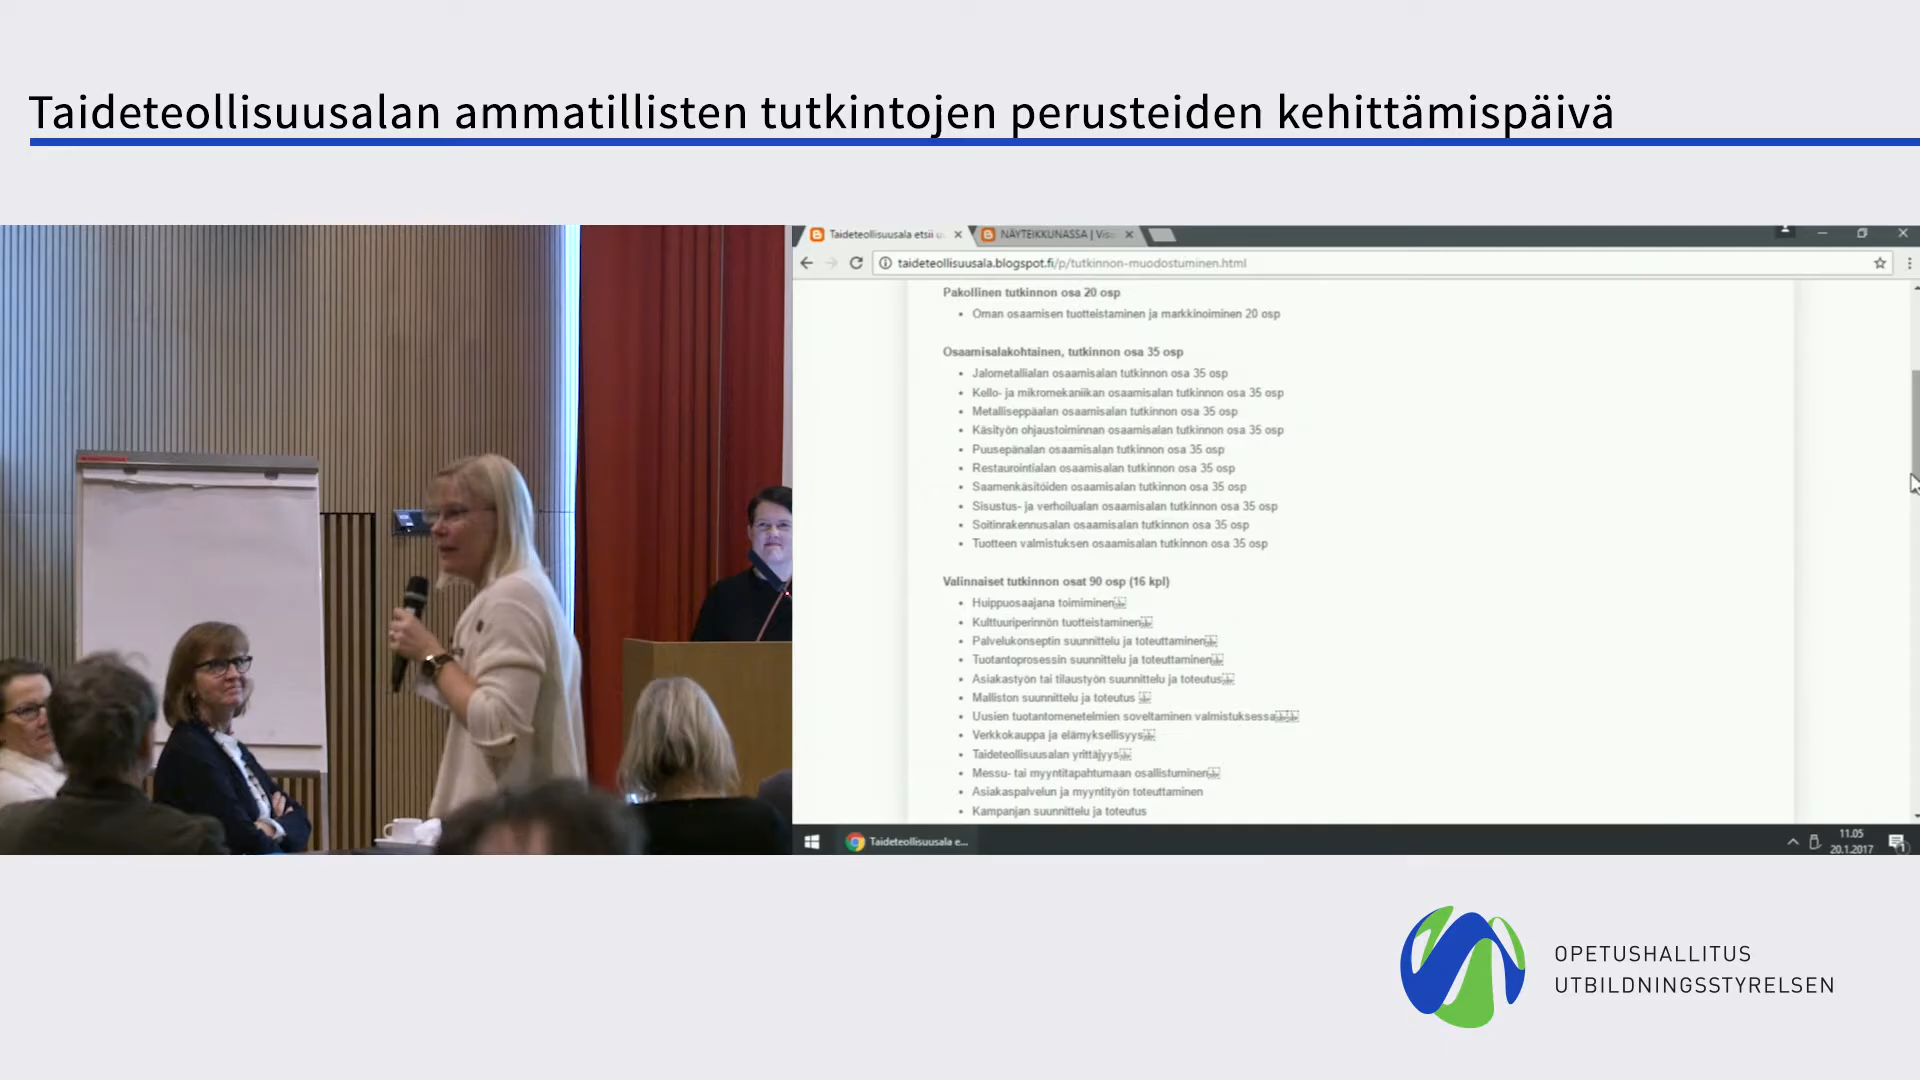 Taideteollisuusalan ammatillisten tutkintojen perusteiden kehittämispäivä
Taideteollisuusala etsii
NÄYTEIKKUNASSA |
taideteollisuusala.blogspot.fi/p/tutkinnon-muodostuminen.html
Pakollinen tutkinnon osa 20 osp
• Oman osaamisen tuotteistaminen ja markkinoiminen 20 osp
Osaamisalakohtainen, tutkinnon osa 35 osp
• Jalometallialan osaamisalan tutkinnon osa 35 osp
• Kello- ja mikromekaniikan osaamisalan tutkinnon osa 35 osp
• Metalliseppäalan osaamisalan tutkinnon osa 35 osp
• Käsityön ohjaustoiminnan osaamisalan tutkinnon osa 35 osp
• Puusepänalan osaamisalan tutkinnon osa 35 osp
• Restaurointialan osaamisalan tutkinnon osa 35 osp
• Saamenkäsitöiden osaamisalan tutkinnon osa 35 osp
• Sisustus- ja verhoilualan osaamisalan tutkinnon osa 35 osp
• Soitinrakennusalan osaamisalan tutkinnon osa 35 osp
• Tuotteen valmistuksen osaamisalan tutkinnon osa 35 osp
Valinnaiset tutkinnon osat 90 osp (16 kpl)
• Huippuosaajana toimiminen
• Kulttuuriperinnön tuotteistaminen
• Palvelukonseptin suunnittelu ja toteuttaminen
• Tuotantoprosessin suunnittelu ja toteuttaminen
• Asiakastyön tai tilaustyön suunnittelu ja toteutus
• Malliston suunnittelu ja toteutus
• Uusien tuotantomenetelmien soveltaminen valmistuksessa
• Verkkokauppa ja elämyksellisyys
• Taideteollisuusalan yrittäjyys
• Messu- tai myyntitapahtumaan osallistuminen
• Asiakaspalvelun ja myyntityön toteuttaminen
• Kampanjan suunnittelu ja toteutus
Taideteollisuusala e...
11.05
20.1.2017
1
OPETUSHALLITUS
UTBILDNINGSSTYRELSEN